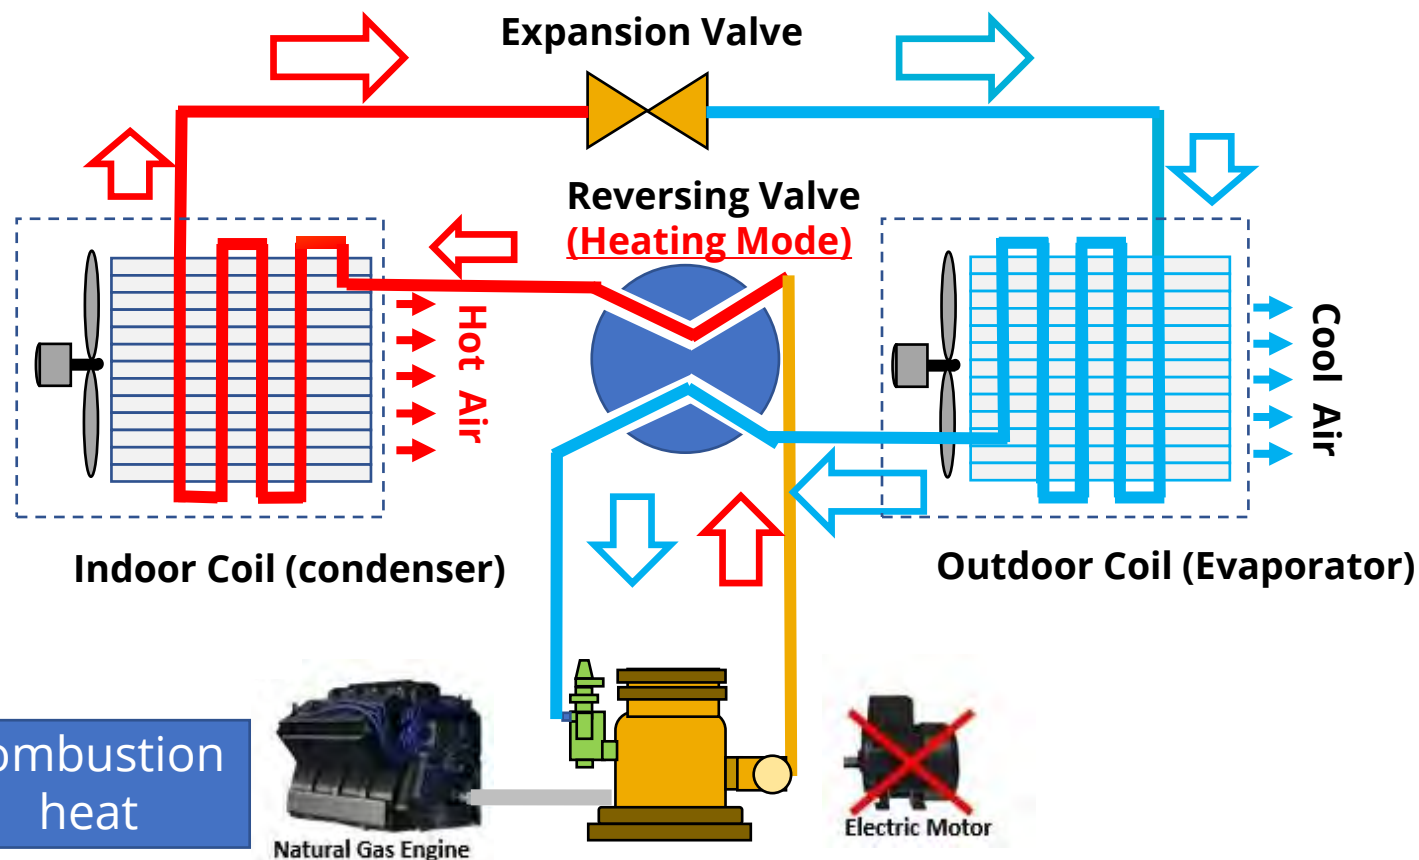 Expansion Valve
Reversing Valve
(Heating Mode)
Hot Air
Cool Air
Indoor Coil (condenser)
Outdoor Coil (Evaporator)
ombustion
heat
Natural Gas Engine
Electric Motor